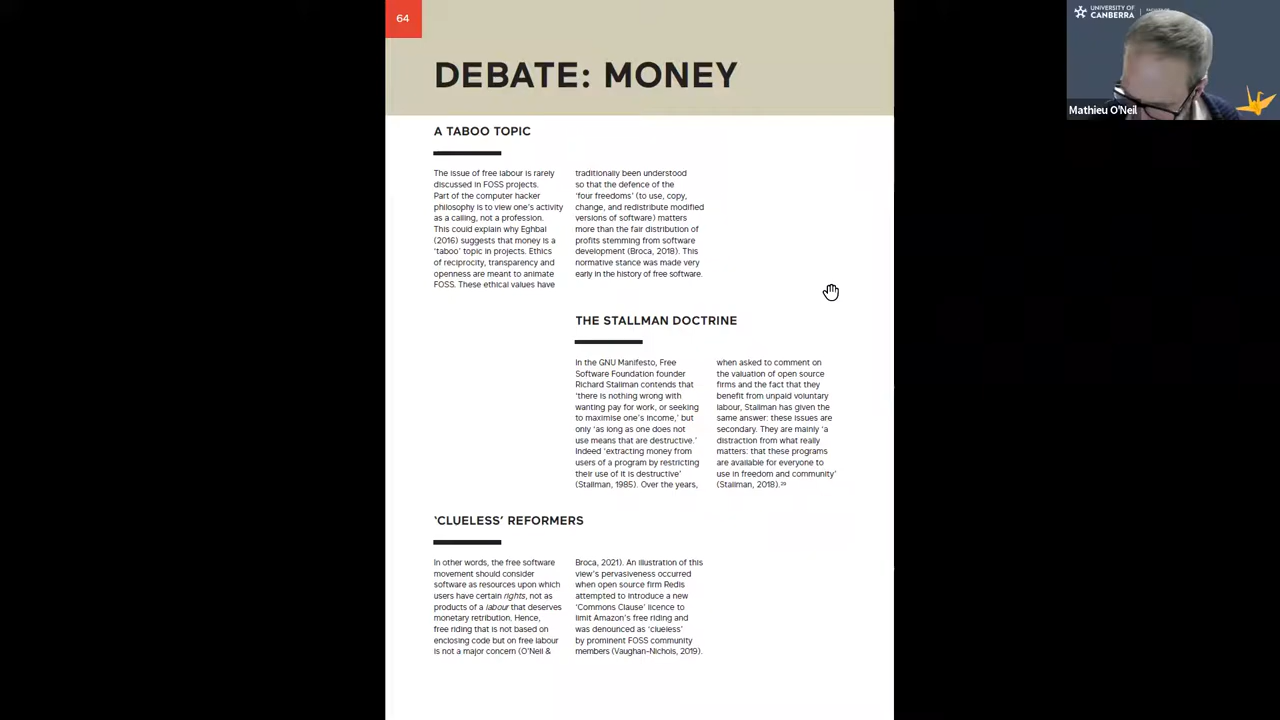 64
DEBATE: MONEY
A TABOO TOPIC
The issue of free labour is rarely
discussed in FOSS projects.
Part of the computer hacker
philosophy is to view one's activity
as a calling, not a profession.
This could explain why Eghbal
(2016) suggests that money is a
'taboo' topic in projects. Ethics
of reciprocity, transparency and
openness are meant to animate
FOSS. These ethical values have
traditionally been understood
so that the defence of the
'four freedoms' (to use, copy,
change, and redistribute modified
versions of software) matters
more than the fair distribution of
profits stemming from software
development (Broca, 2018). This
normative stance was made very
early in the history of free software.
THE STALLMAN DOCTRINE
In the GNU Manifesto, Free
Software Foundation founder
Richard Stallman contends that
'there is nothing wrong with
wanting pay for work, or seeking
to maximise one's income,' but
only 'as long as one does not
use means that are destructive.'
Indeed 'extracting money from
users of a program by restricting
their use of it is destructive'
(Stallman, 1985). Over the years,
when asked to comment on
the valuation of open source
firms and the fact that they
benefit from unpaid voluntary
labour, Stallman has given the
same answer: these issues are
secondary. They are mainly 'a
distraction from what really
matters: that these programs
are available for everyone to
use in freedom and community'
(Stallman, 2018).²⁹
'CLUELESS' REFORMERS
In other words, the free software
movement should consider
software as resources upon which
users have certain rights, not as
products of a labour that deserves
monetary retribution. Hence,
free riding that is not based on
enclosing code but on free labour
is not a major concern (O'Neil &
Broca, 2021). An illustration of this
view's pervasiveness occurred
when open source firm Redis
attempted to introduce a new
'Commons Clause' licence to
limit Amazon's free riding and
was denounced as 'clueless'
by prominent FOSS community
members (Vaughan-Nichols, 2019).
UNIVERSITY OF
CANBERRA
Mathieu O'Neil